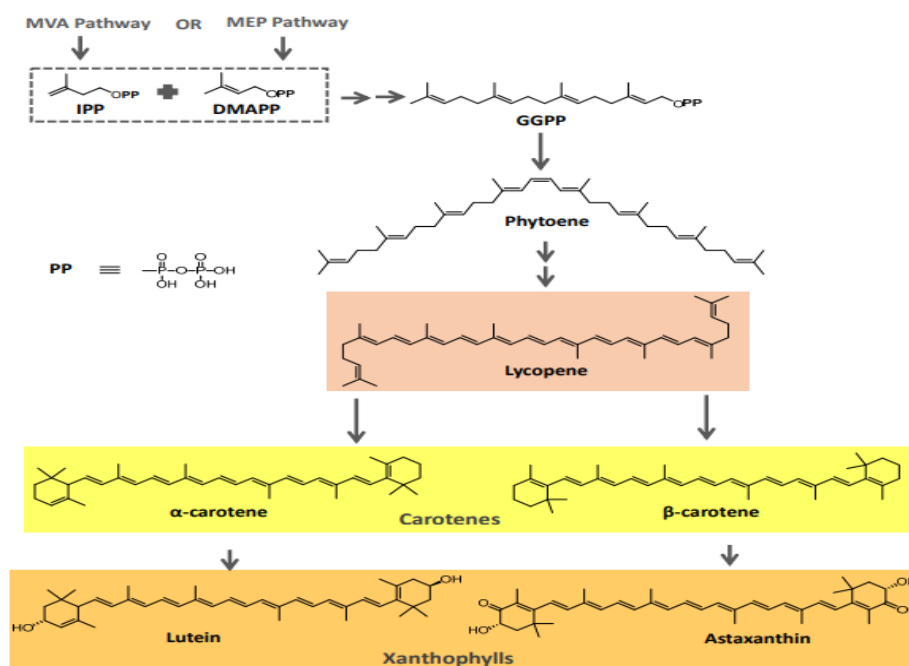 MVA Pathway OR MEP Pathway
OPP OPP
IPP DMAPP
OPP
GGPP
Phytoene
PP ≡ O O
P O P OH
OH OH
Lycopene
α-carotene β-carotene
Carotenes
OH OH
O
HO O
HO
Lutein Astaxanthin
Xanthophylls